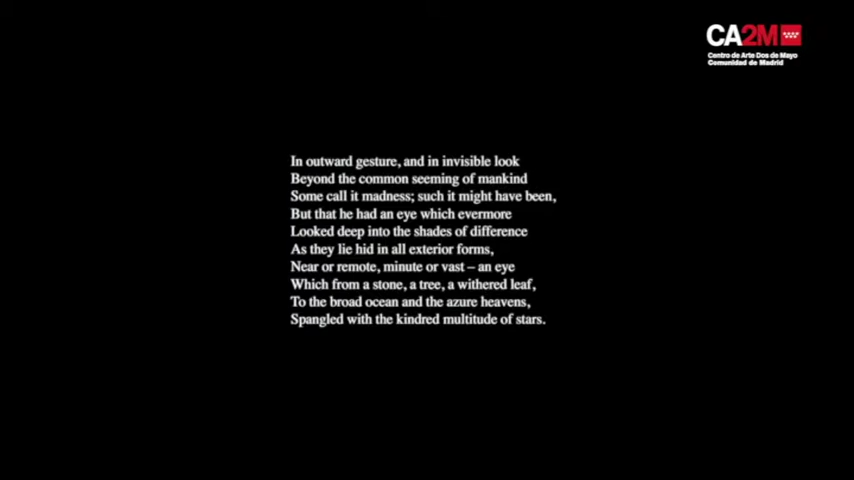 CA2M
Centro de Arte Dos de Mayo
Comunidad de Madrid
In outward gesture, and in invisible look
Beyond the common seeming of mankind
Some call it madness; such it might have been,
But that he had an eye which evermore
Looked deep into the shades of difference
As they lie hid in all exterior forms,
Near or remote, minute or vast – an eye
Which from a stone, a tree, a withered leaf,
To the broad ocean and the azure heavens,
Spangled with the kindred multitude of stars.